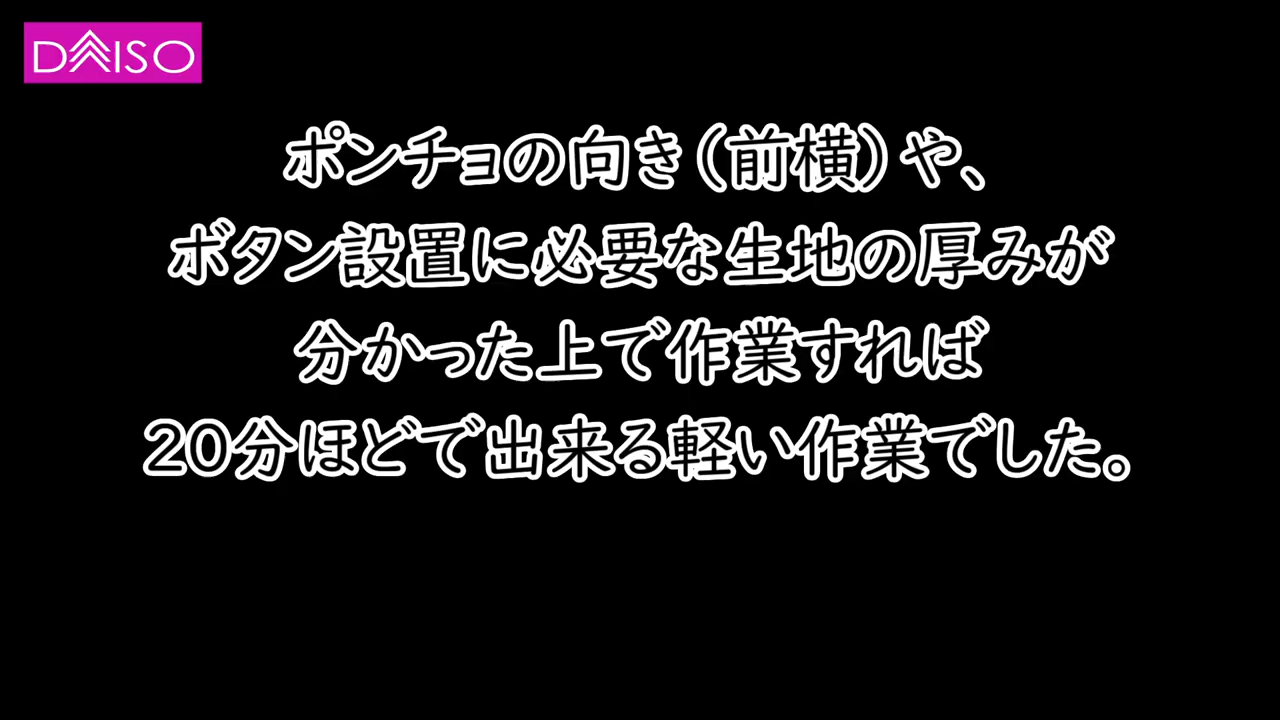 DAISO
ポンチョの向き（前横）や、
ボタン設置に必要な生地の厚みが
分かった上で作業すれば
20分ほどで出来る軽い作業でした。